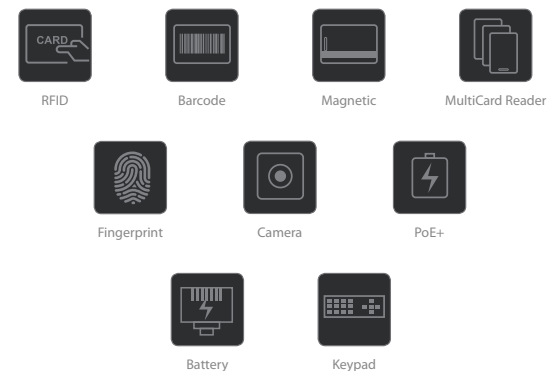 CARD
RFID
Barcode
Magnetic
MultiCard Reader
Fingerprint
Camera
PoE+
Battery
Keypad